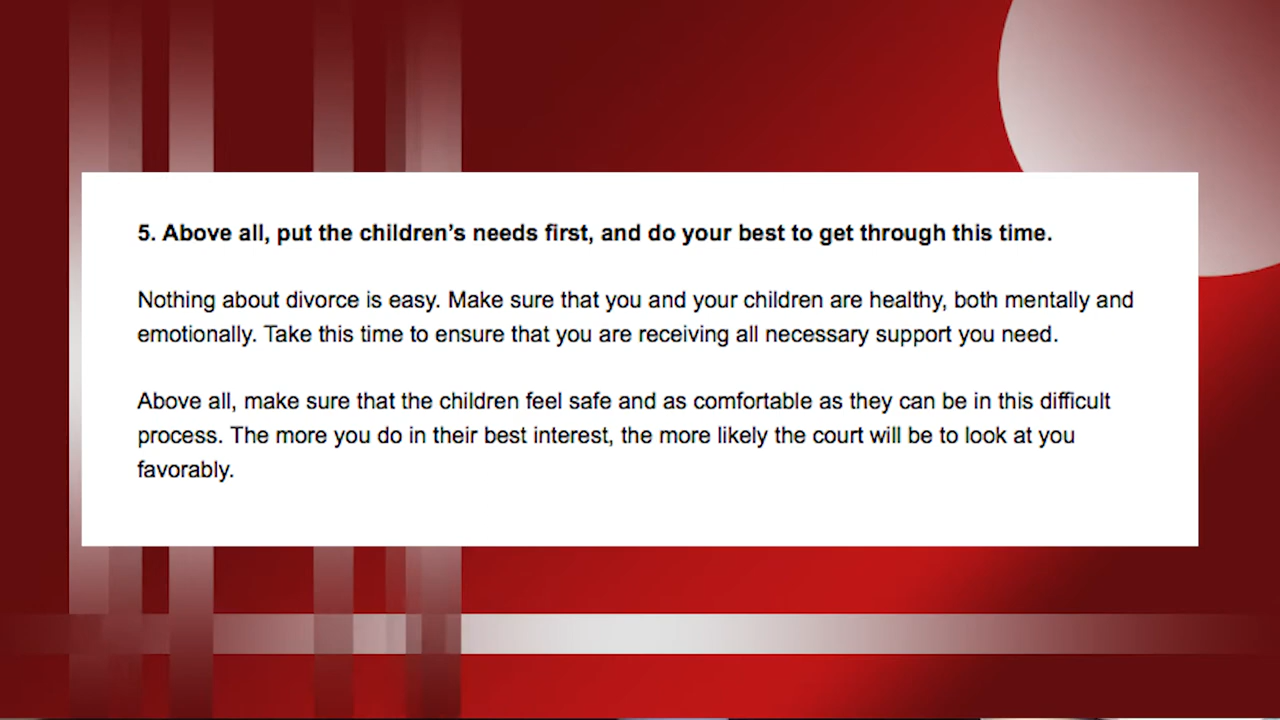 5. Above all, put the children’s needs first, and do your best to get through this time.
Nothing about divorce is easy. Make sure that you and your children are healthy, both mentally and
emotionally. Take this time to ensure that you are receiving all necessary support you need.
Above all, make sure that the children feel safe and as comfortable as they can be in this difficult
process. The more you do in their best interest, the more likely the court will be to look at you
favorably.